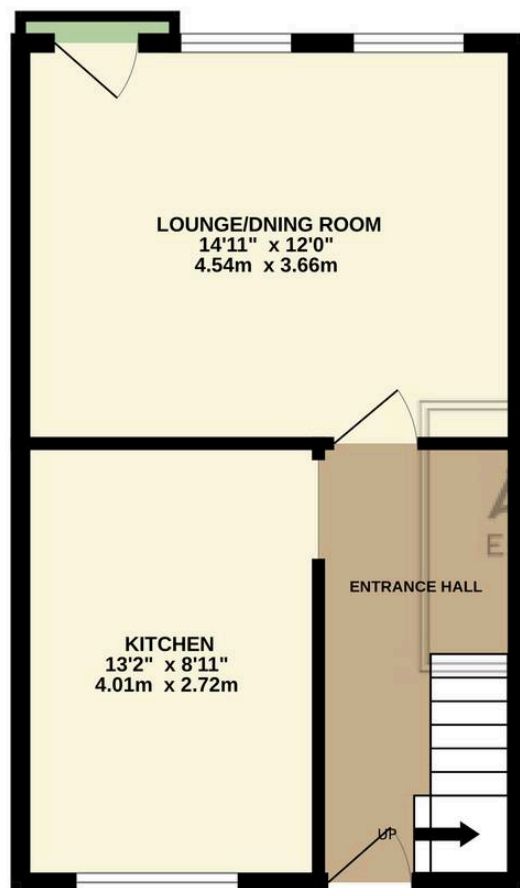 LOUNGE/DNING ROOM
14'11" x 12'0"
4.54m x 3.66m
ENTRANCE HALL
KITCHEN
13'2" x 8'11"
4.01m x 2.72m
UP